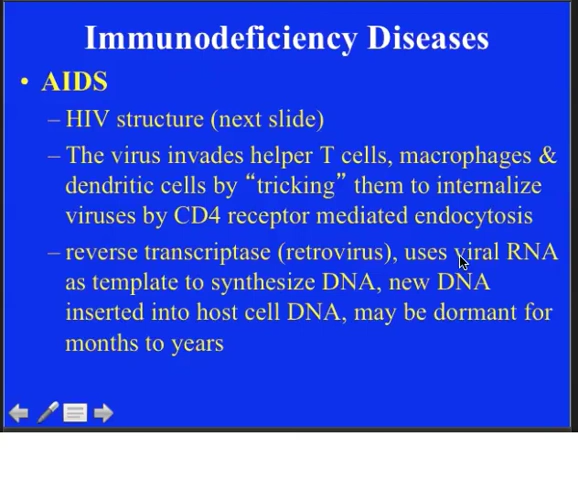 Immunodeficiency Diseases
• AIDS
– HIV structure (next slide)
– The virus invades helper T cells, macrophages &
dendritic cells by “tricking” them to internalize
viruses by CD4 receptor mediated endocytosis
– reverse transcriptase (retrovirus), uses viral RNA
as template to synthesize DNA, new DNA
inserted into host cell DNA, may be dormant for
months to years